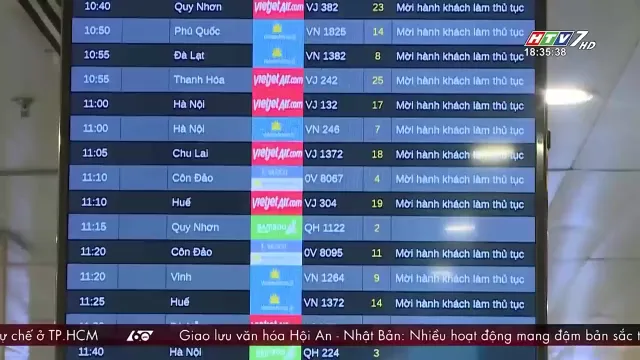 10:40 Quy Nhơn vietjetAir.com VJ 382 23 Mời hành khách làm thủ tục
HTV7 HD
18:35:38
10:50 Phú Quốc VN 1825 14 Mời hành khách làm thủ tục
10:55 Đà Lạt VN 1382 8 Mời hành khách làm thủ tục
10:55 Thanh Hóa vietjetAir.com VJ 242 25 Mời hành khách làm thủ tục
11:00 Hà Nội vietjetAir.com VJ 132 17 Mời hành khách làm thủ tục
11:00 Hà Nội VN 246 7 Mời hành khách làm thủ tục
11:05 Chu Lai vietjetAir.com VJ 1372 18 Mời hành khách làm thủ tục
11:10 Côn Đảo 0V 8067 4 Mời hành khách làm thủ tục
11:10 Huế vietjetAir.com VJ 304 19 Mời hành khách làm thủ tục
11:15 Quy Nhơn BAMBOO QH 1122 2
11:20 Côn Đảo 0V 8095 11 Mời hành khách làm thủ tục
11:20 Vinh VN 1264 9 Mời hành khách làm thủ tục
11:25 Huế VN 1372 14 Mời hành khách làm thủ tục
ự chế ở TP.HCM 60 Giao lưu văn hóa Hội An - Nhật Bản: Nhiều hoạt động mang đậm bản sắc
11:40 Hà Nội QH 224 3